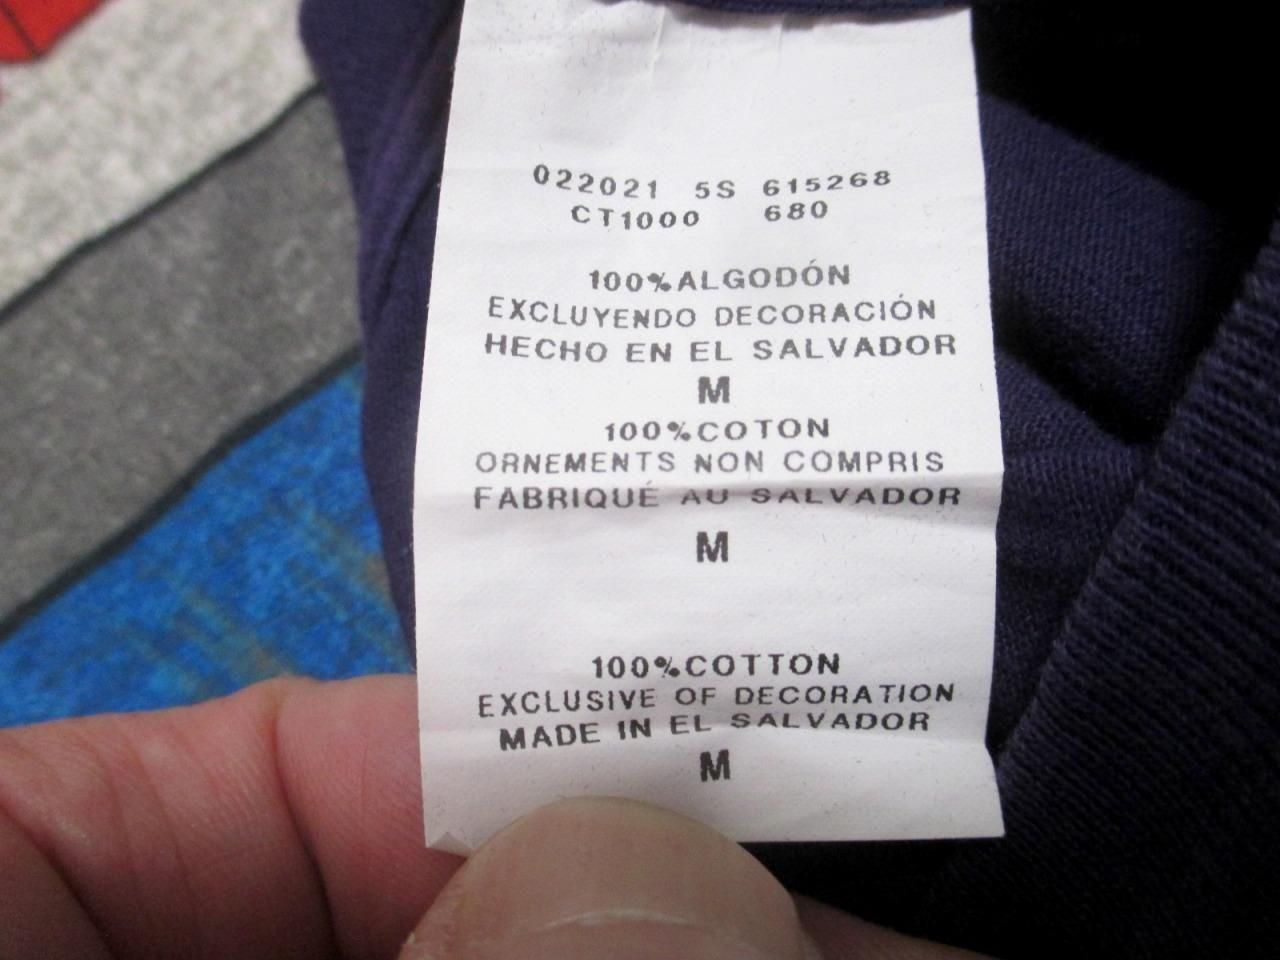 022021 5S 615268
CT1000 680
100%ALGODÓN
EXCLUYENDO DECORACIÓN
HECHO EN EL SALVADOR
M
100%COTON
ORNEMENTS NON COMPRIS
FABRIQUÉ AU SALVADOR
M
100%COTTON
EXCLUSIVE OF DECORATION
MADE IN EL SALVADOR
M